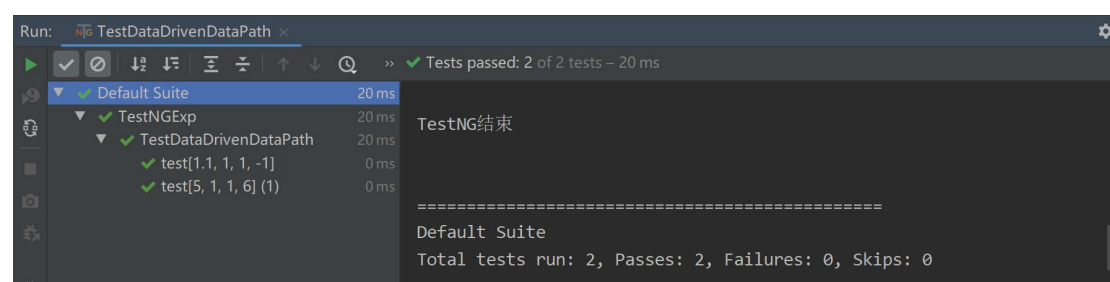 Run: NG TestDataDrivenDataPath ×
» Tests passed: 2 of 2 tests – 20 ms
Default Suite 20 ms
TestNGExp 20 ms
TestDataDrivenDataPath 20 ms
test[1.1, 1, 1, -1] 0 ms
test[5, 1, 1, 6] (1) 0 ms
TestNG结束
===============================================
Default Suite
Total tests run: 2, Passes: 2, Failures: 0, Skips: 0